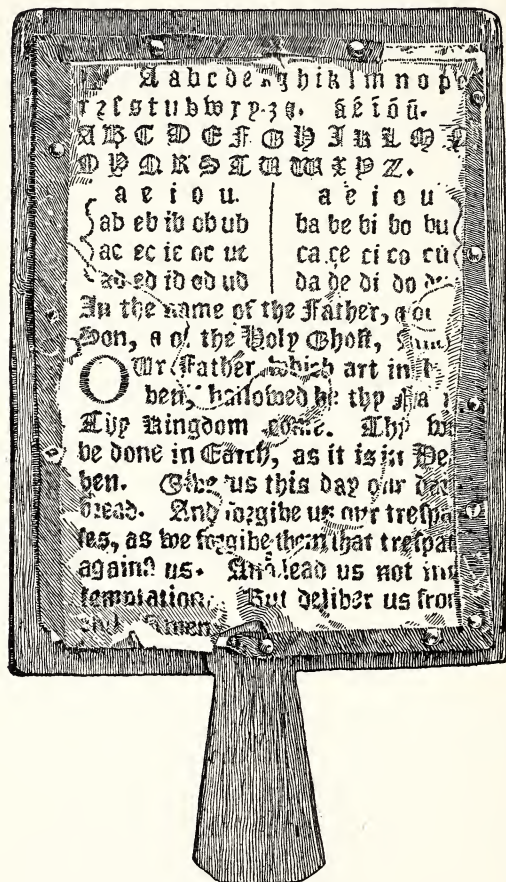 A a b c d e g h i k l m n o p
r ꝛ ſ s t u b w x y z ꝫ ꝯ. ã ẽ ĩ õ ũ.
A B C D E F G H I K L M N
O P Q R S T U W X Y Z.
a e i o u. a e i o u
ab eb ib ob ub ba be bi bo bu
ac ec ic oc uc ca ce ci co cu
ad ed id od ud da de di do
In the name of the Father, &
Son, & of the Holy Ghoſt,
OUr Father, which art in
ven, hallowed be thy
Thy Kingdom come. Thy
be done in Earth, as it is in
ven. Give us this day our
bread. And forgive us our treſpa
ſes, as we forgive them that treſpaſ
againſt us. And lead us not
temptation, But deliver us from
Amen